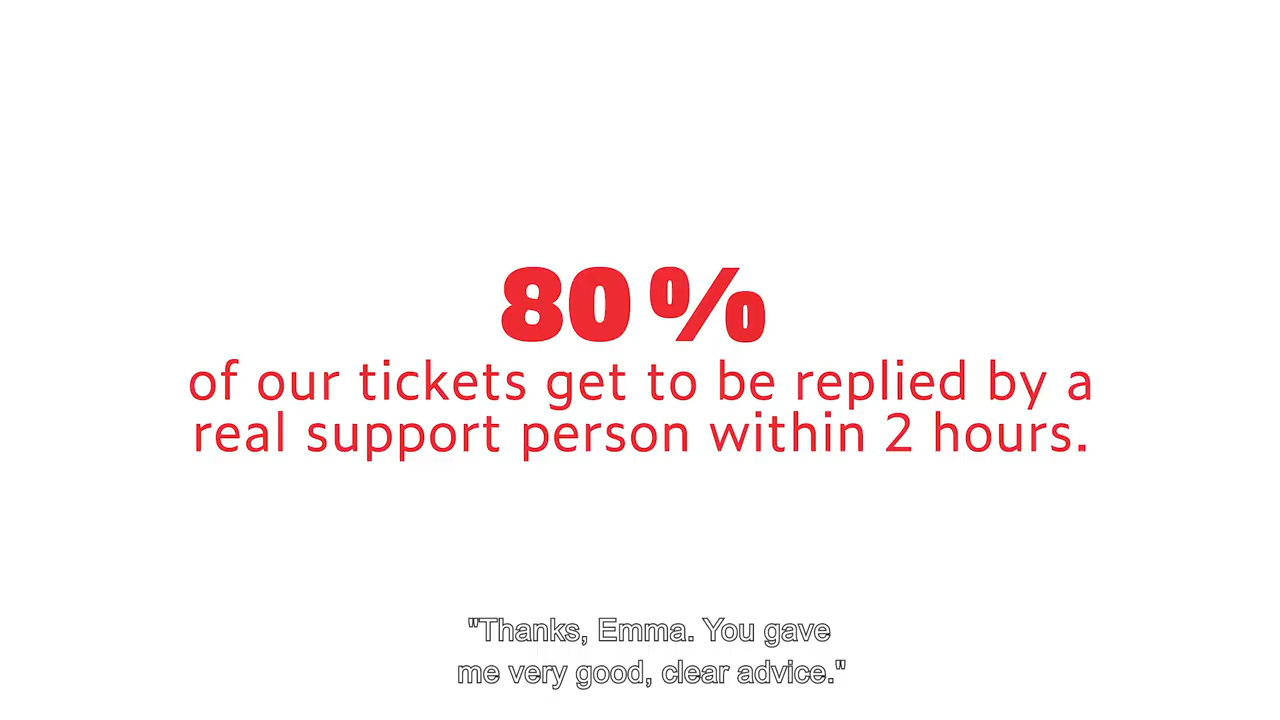 80 %
of our tickets get to be replied by a
real support person within 2 hours.
"Thanks, Emma. You gave
me very good, clear advice."